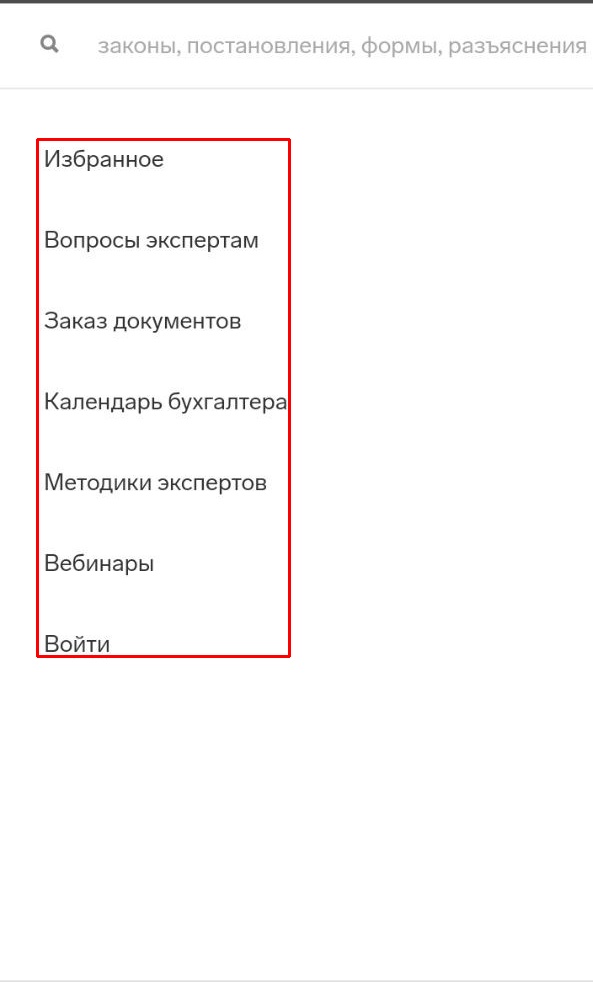 законы, постановления, формы, разъяснения
Избранное
Вопросы экспертам
Заказ документов
Календарь бухгалтера
Методики экспертов
Вебинары
Войти